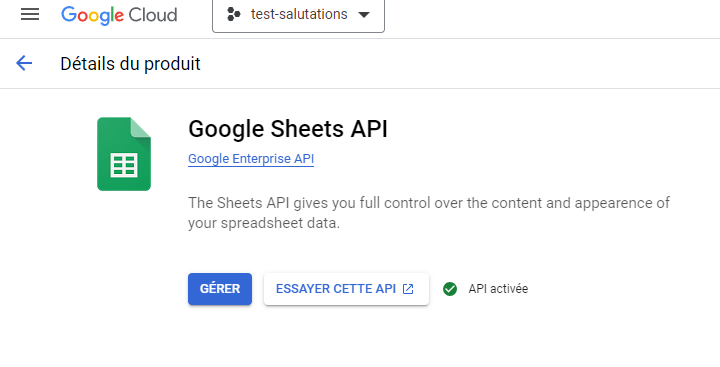 Google Cloud
test-salutations
Détails du produit
Google Sheets API
Google Enterprise API
The Sheets API gives you full control over the content and appearence of
your spreadsheet data.
GÉRER
ESSAYER CETTE API
API activée